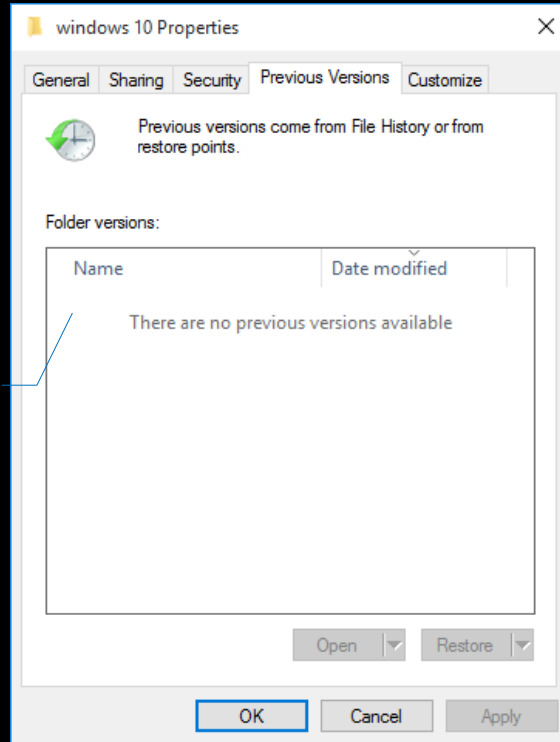 windows 10 Properties
General Sharing Security Previous Versions Customize
Previous versions come from File History or from
restore points.
Folder versions:
Name Date modified
There are no previous versions available
Open Restore
OK Cancel Apply